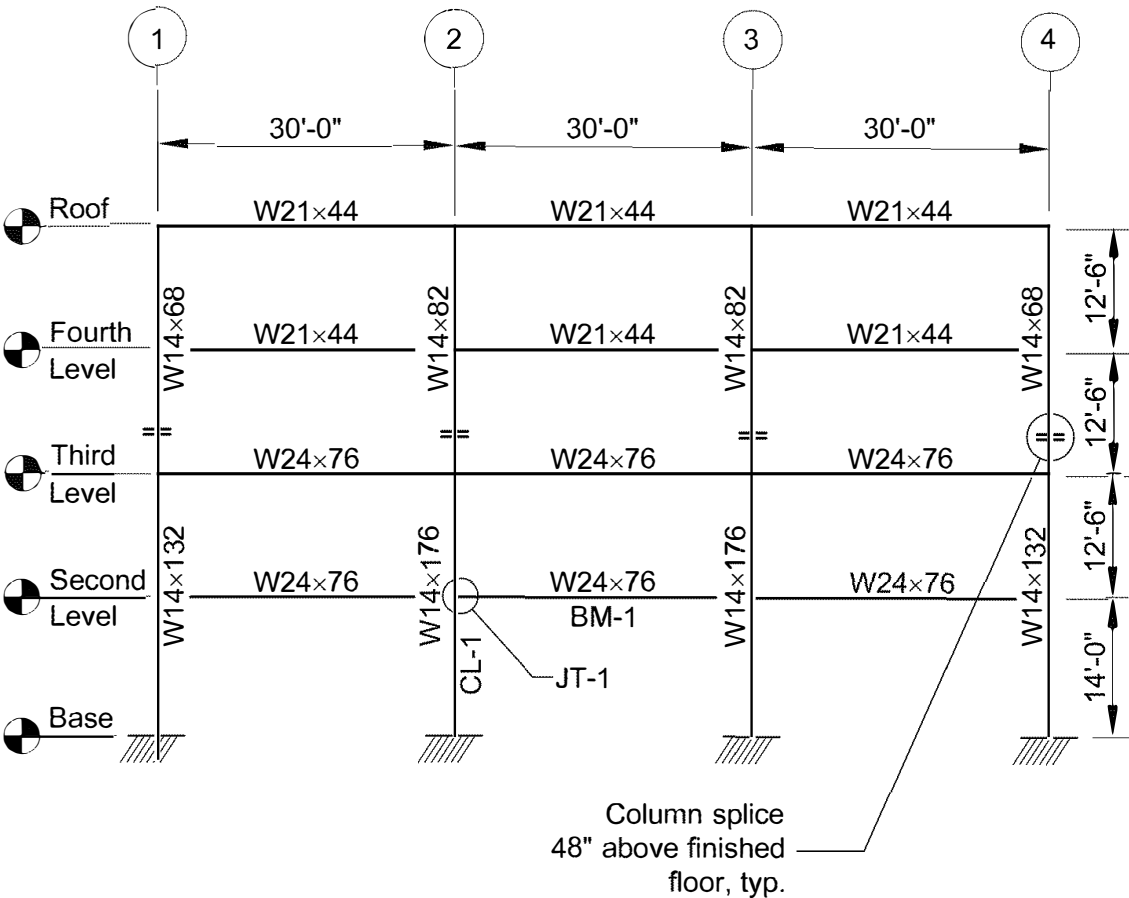 1
2
3
4
30'-0"
30'-0"
30'-0"
Roof
W21×44
W21×44
W21×44
W14×68
W14×82
W14×82
W14×68
12'-6"
Fourth
Level
W21×44
W21×44
W21×44
12'-6"
Third
Level
W24×76
W24×76
W24×76
W14×132
W14×176
W14×176
W14×132
12'-6"
Second
Level
W24×76
W24×76
W24×76
BM-1
CL-1
JT-1
14'-0"
Base
Column splice
48" above finished
floor, typ.